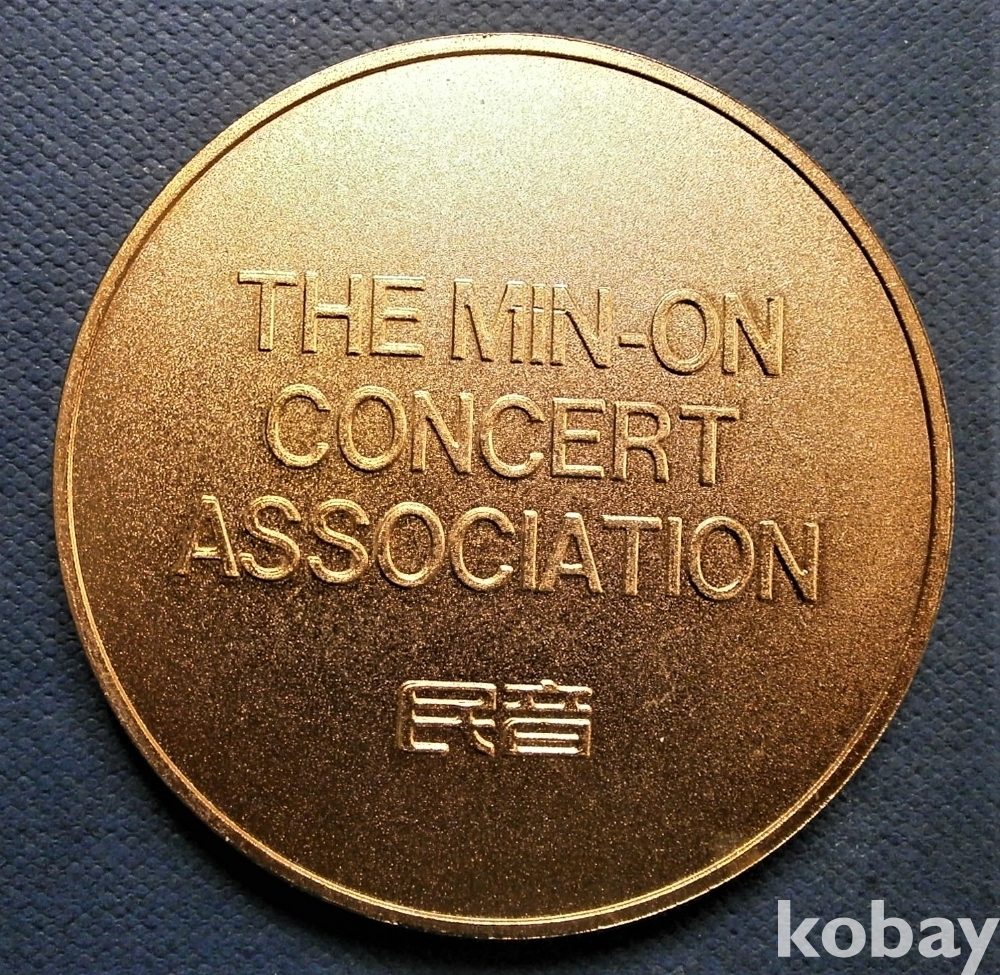 THE MIN-ON
CONCERT
ASSOCIATION
民音
kobay